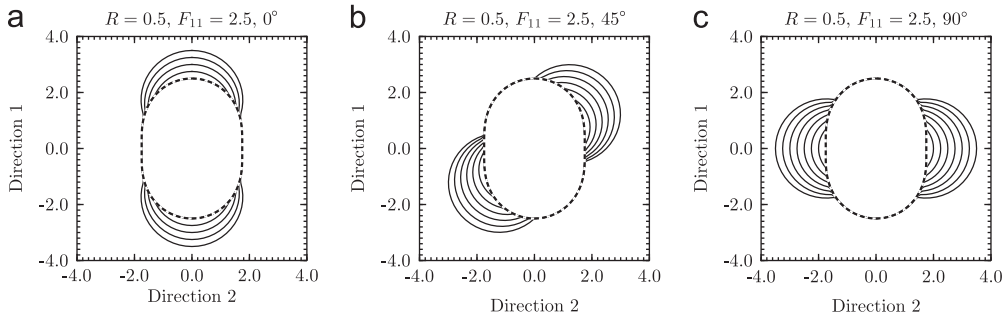 a
R = 0.5, F₁₁ = 2.5, 0°
4.0
2.0
0.0
-2.0
-4.0
Direction 1
-4.0 -2.0 0.0 2.0 4.0
Direction 2
b
R = 0.5, F₁₁ = 2.5, 45°
4.0
2.0
0.0
-2.0
-4.0
Direction 1
-4.0 -2.0 0.0 2.0 4.0
Direction 2
c
R = 0.5, F₁₁ = 2.5, 90°
4.0
2.0
0.0
-2.0
-4.0
Direction 1
-4.0 -2.0 0.0 2.0 4.0
Direction 2